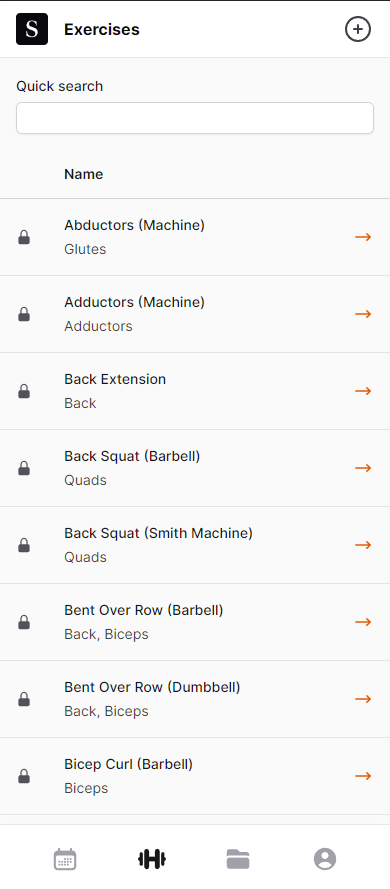 S
Exercises
Quick search
Name
Abductors (Machine)
Glutes
Adductors (Machine)
Adductors
Back Extension
Back
Back Squat (Barbell)
Quads
Back Squat (Smith Machine)
Quads
Bent Over Row (Barbell)
Back, Biceps
Bent Over Row (Dumbbell)
Back, Biceps
Bicep Curl (Barbell)
Biceps